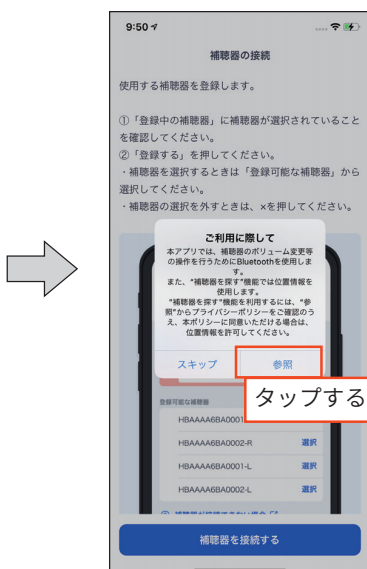 9:50
補聴器の接続
使用する補聴器を登録します。
①「登録中の補聴器」に補聴器が選択されていること
を確認してください。
②「登録する」を押してください。
・補聴器を選択するときは「登録可能な補聴器」から
選択してください。
・補聴器の選択を外すときは、×を押してください。
ご利用に際して
本アプリでは、補聴器のボリューム変更等
の操作を行うためにBluetoothを使用しま
す。
また、"補聴器を探す"機能では位置情報を
使用します。
"補聴器を探す"機能を利用するには、"参
照"からプライバシーポリシーをご確認のう
え、本ポリシーに同意いただける場合は、
位置情報を許可してください。
スキップ 参照
タップする
登録可能な補聴器
HBAAAA6BA0001
HBAAAA6BA0002-R 選択
HBAAAA6BA0001-L 選択
HBAAAA6BA0002-L 選択
補聴器を接続する